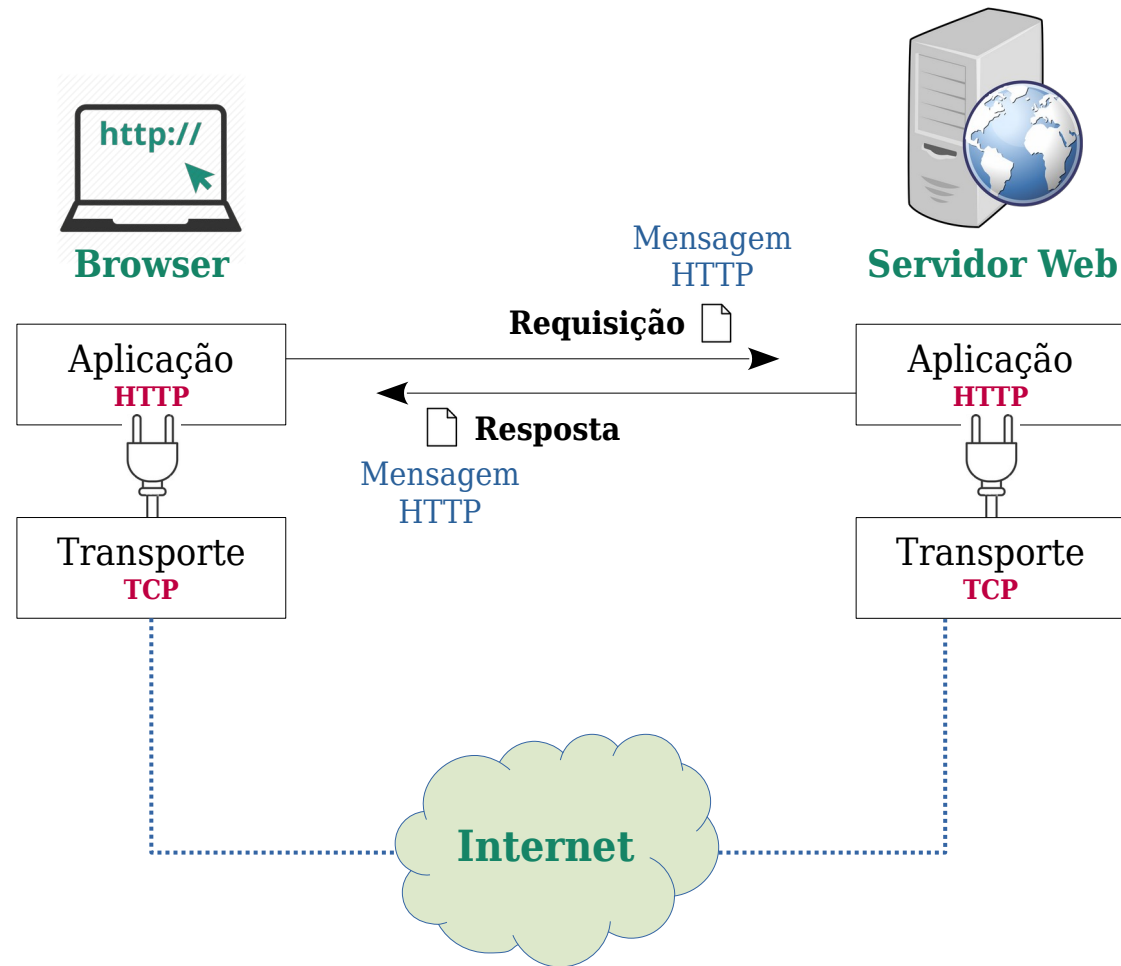 http://
Browser
Servidor Web
Mensagem
HTTP
Requisição
Aplicação
HTTP
Aplicação
HTTP
Resposta
Mensagem
HTTP
Transporte
TCP
Transporte
TCP
Internet